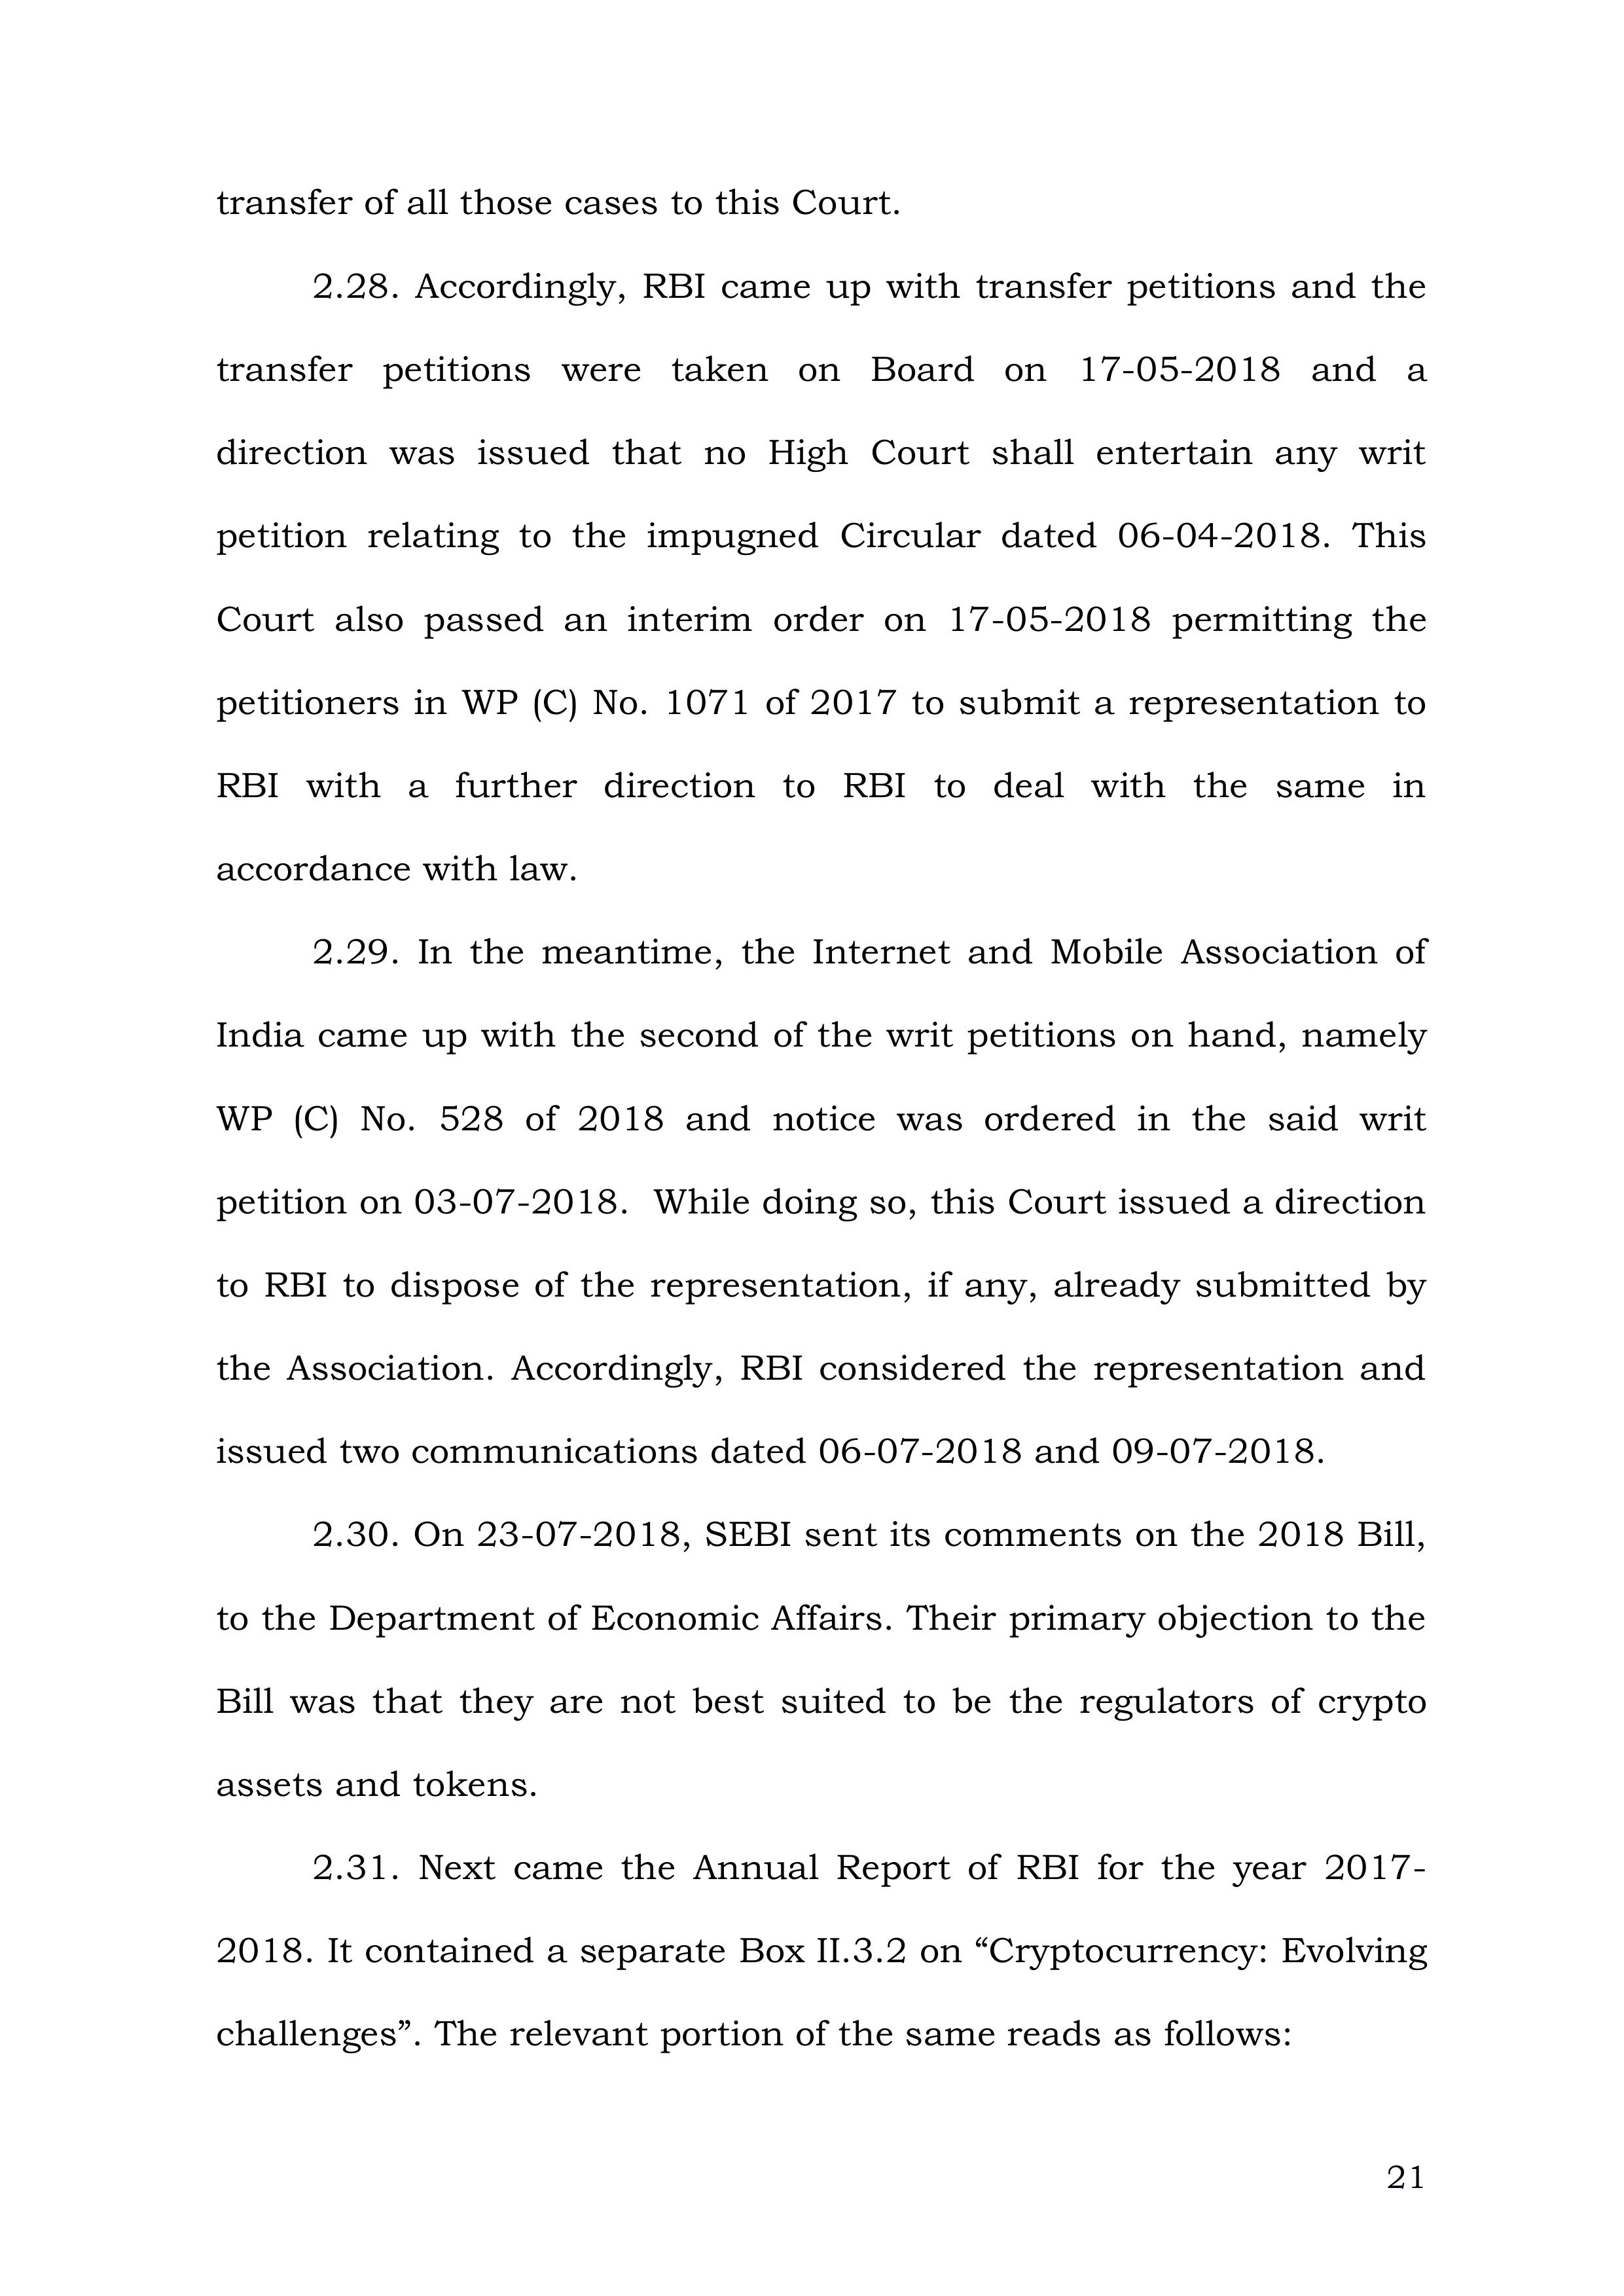 transfer of all those cases to this Court.
2.28. Accordingly, RBI came up with transfer petitions and the
transfer petitions were taken on Board on 17-05-2018 and a
direction was issued that no High Court shall entertain any writ
petition relating to the impugned Circular dated 06-04-2018. This
Court also passed an interim order on 17-05-2018 permitting the
petitioners in WP (C) No. 1071 of 2017 to submit a representation to
RBI with a further direction to RBI to deal with the same in
accordance with law.
2.29. In the meantime, the Internet and Mobile Association of
India came up with the second of the writ petitions on hand, namely
WP (C) No. 528 of 2018 and notice was ordered in the said writ
petition on 03-07-2018.  While doing so, this Court issued a direction
to RBI to dispose of the representation, if any, already submitted by
the Association. Accordingly, RBI considered the representation and
issued two communications dated 06-07-2018 and 09-07-2018.
2.30. On 23-07-2018, SEBI sent its comments on the 2018 Bill,
to the Department of Economic Affairs. Their primary objection to the
Bill was that they are not best suited to be the regulators of crypto
assets and tokens.
2.31. Next came the Annual Report of RBI for the year 2017-
2018. It contained a separate Box II.3.2 on “Cryptocurrency: Evolving
challenges”. The relevant portion of the same reads as follows:
21